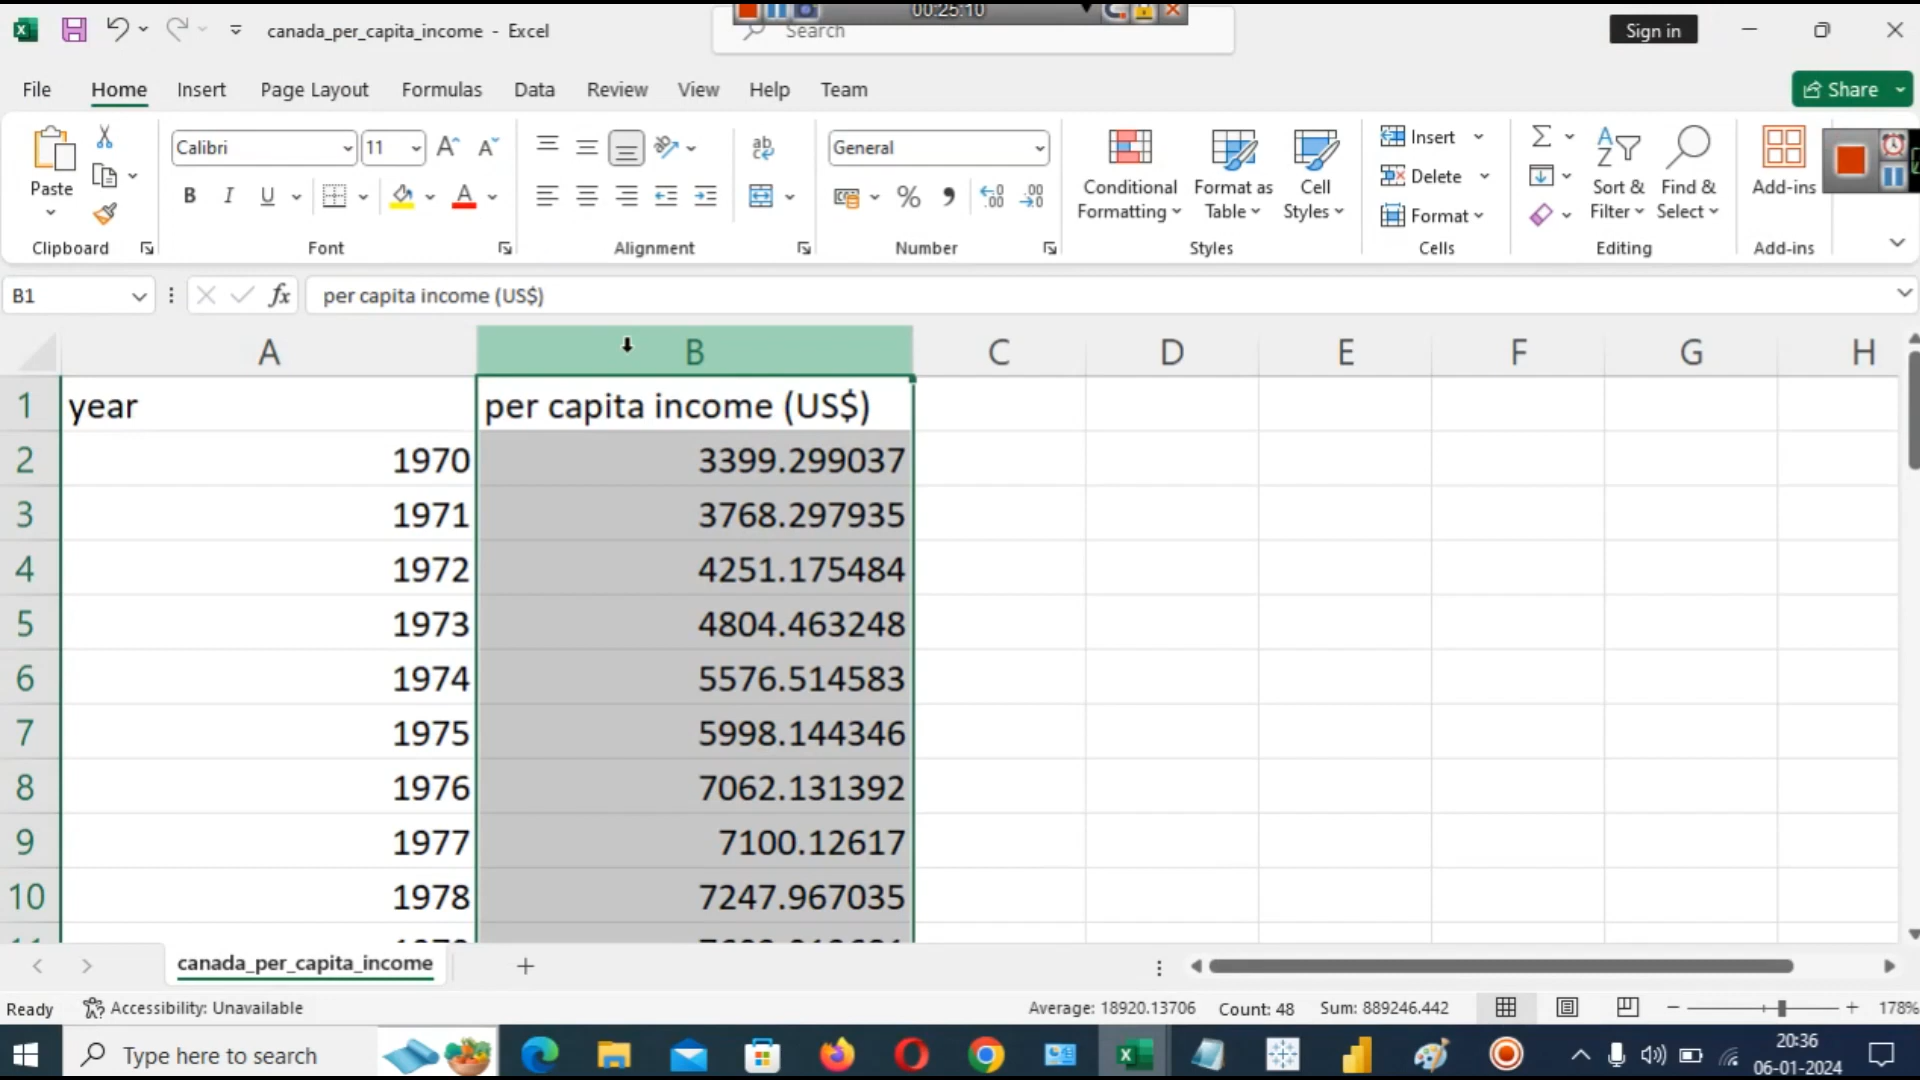 00:25:10
canada_per_capita_income - Excel
Search
Sign in
File Home Insert Page Layout Formulas Data Review View Help Team
Share
Paste
Calibri 11
B I U
ab
General
% 9
Conditional Formatting
Format as Table
Cell Styles
Insert
Delete
Format
Sort & Filter
Find & Select
Add-ins
Clipboard Font Alignment Number Styles Cells Editing Add-ins
B1 fx per capita income (US$)
A B C D E F G H
1 year per capita income (US$)
2 1970 3399.299037
3 1971 3768.297935
4 1972 4251.175484
5 1973 4804.463248
6 1974 5576.514583
7 1975 5998.144346
8 1976 7062.131392
9 1977 7100.12617
10 1978 7247.967035
canada_per_capita_income
Ready Accessibility: Unavailable Average: 18920.13706 Count: 48 Sum: 889246.442 178%
Type here to search
20:36
06-01-2024